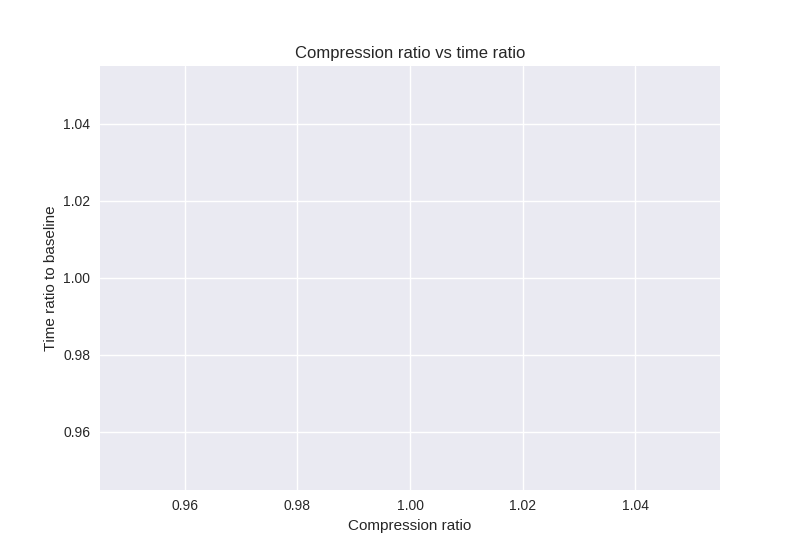 Compression ratio vs time ratio
1.04
1.02
1.00
0.98
0.96
Time ratio to baseline
0.96 0.98 1.00 1.02 1.04
Compression ratio